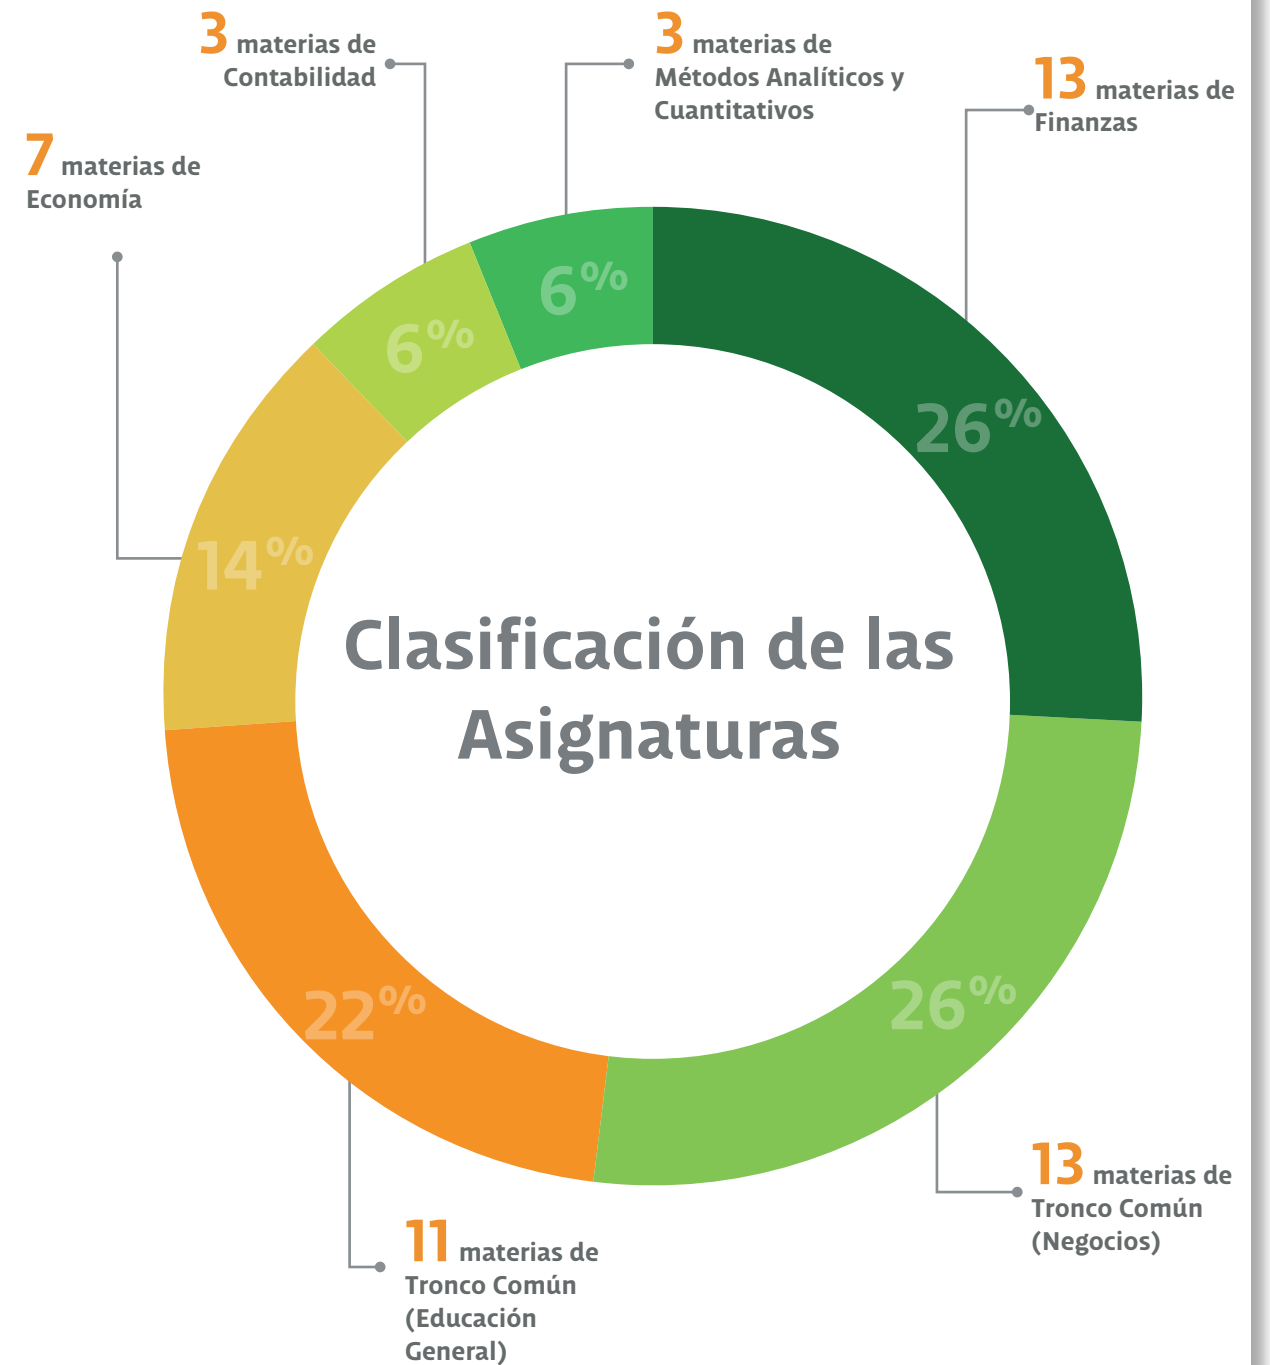 3 materias de
Contabilidad
3 materias de
Métodos Analíticos y
Cuantitativos
13 materias de
Finanzas
7 materias de
Economía
6%
6%
26%
14%
Clasificación de las
Asignaturas
22%
26%
13 materias de
Tronco Común
(Negocios)
11 materias de
Tronco Común
(Educación
General)